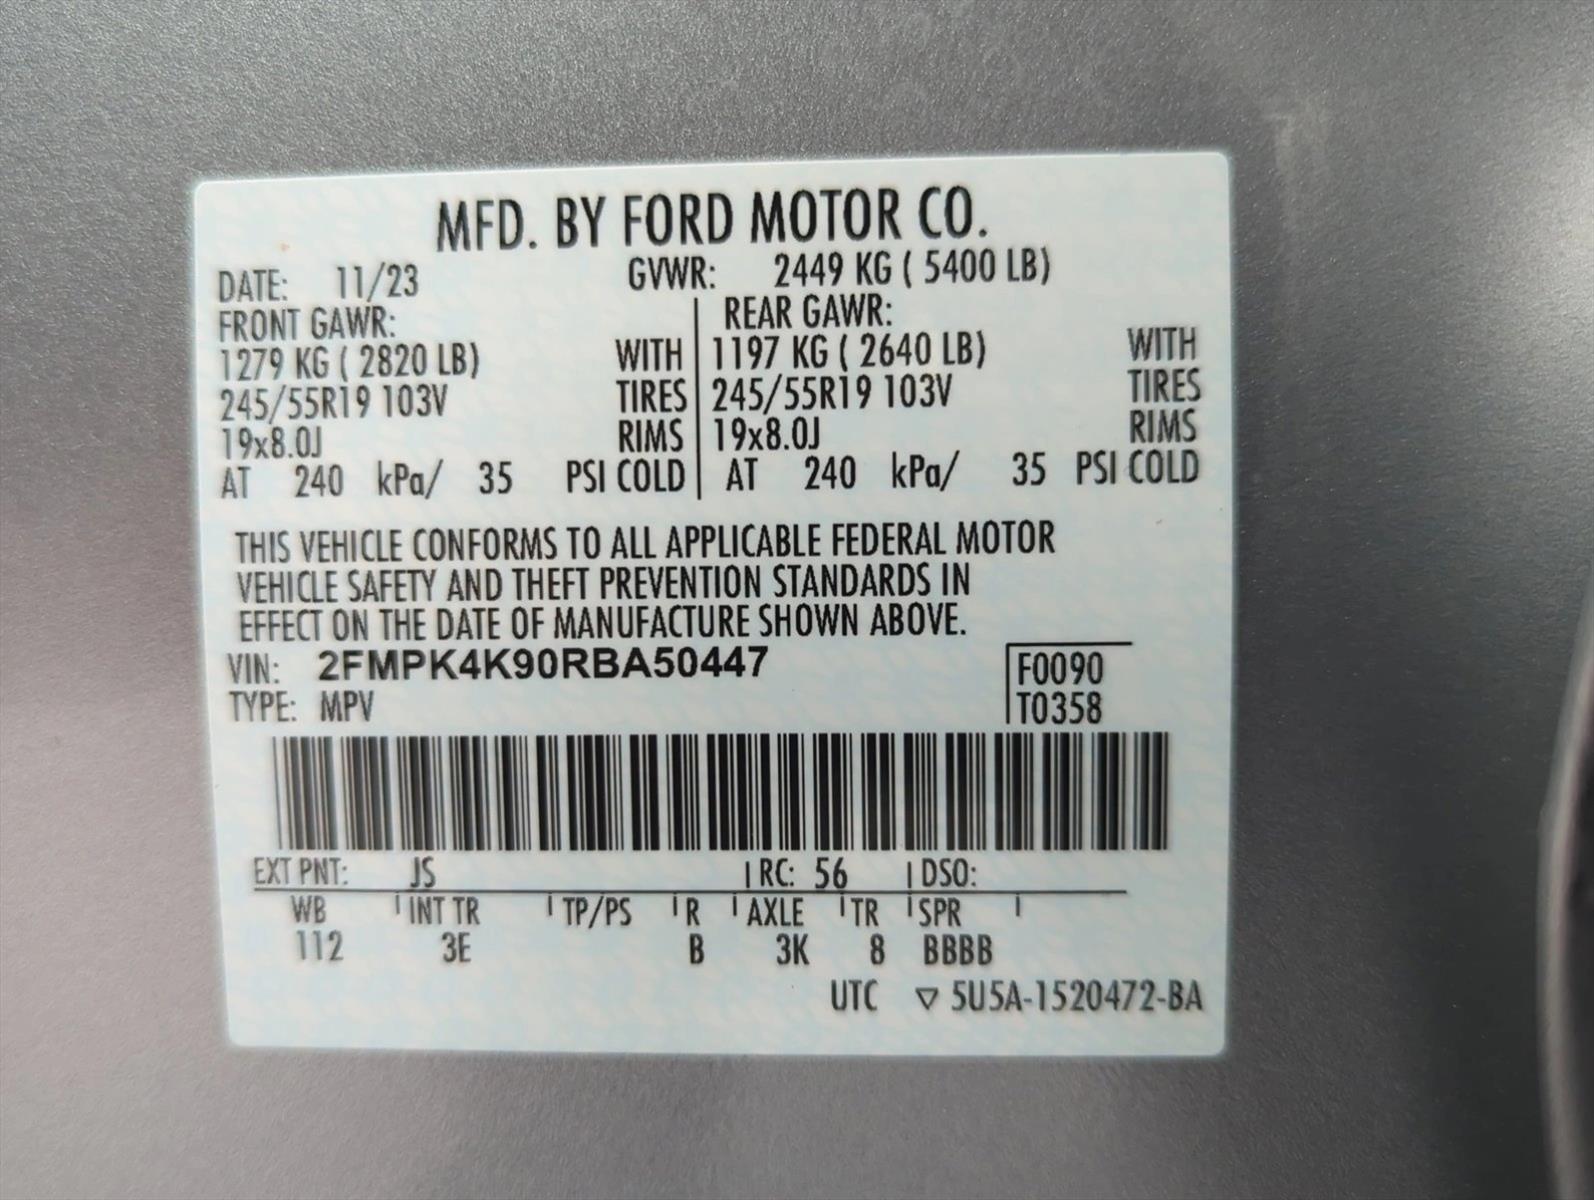 MFD. BY FORD MOTOR CO.
DATE: 11/23 GVWR: 2449 KG ( 5400 LB)
FRONT GAWR: REAR GAWR:
1279 KG ( 2820 LB) WITH 1197 KG ( 2640 LB) WITH
245/55R19 103V TIRES 245/55R19 103V TIRES
19x8.0J RIMS 19x8.0J RIMS
AT 240 kPa/ 35 PSI COLD AT 240 kPa/ 35 PSI COLD
THIS VEHICLE CONFORMS TO ALL APPLICABLE FEDERAL MOTOR
VEHICLE SAFETY AND THEFT PREVENTION STANDARDS IN
EFFECT ON THE DATE OF MANUFACTURE SHOWN ABOVE.
VIN: 2FMPK4K90RBA50447 F0090
TYPE: MPV T0358
EXT PNT: JS RC: 56 DSO:
WB INT TR TP/PS R AXLE TR SPR
112 3E B 3K 8 BBBB
UTC ▽ 5U5A-1520472-BA